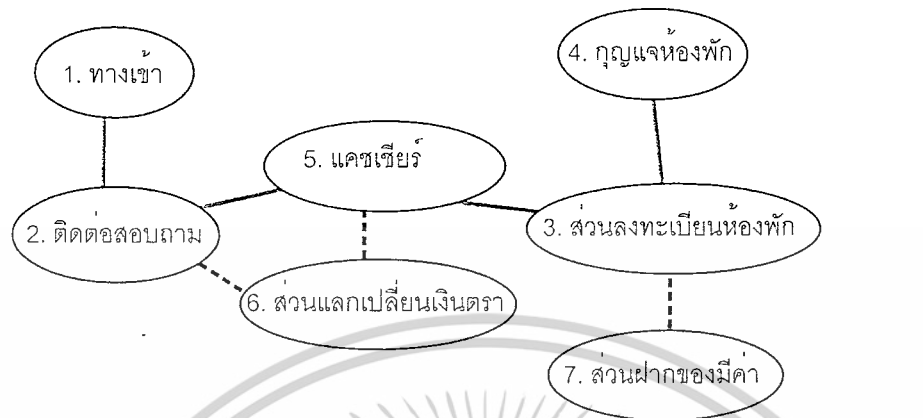 1. ทางเข้า
4. กุญแจห้องพัก
5. แคชเชียร์
2. ติดต่อสอบถาม
3. ส่วนลงทะเบียนห้องพัก
6. ส่วนแลกเปลี่ยนเงินตรา
7. ส่วนฝากของมีค่า